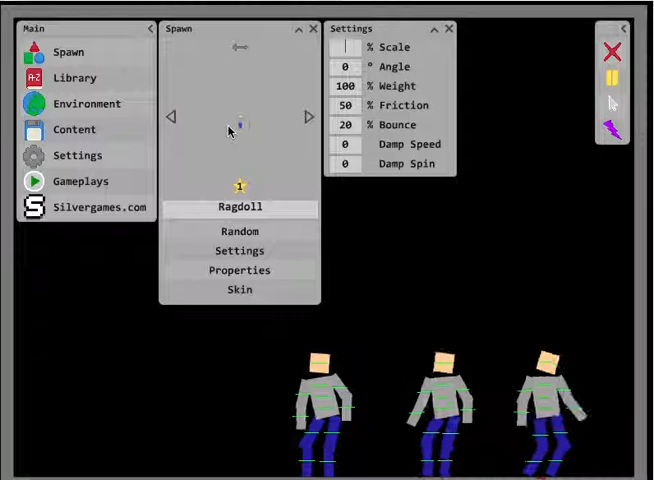 Main
Spawn
Library
Environment
Content
Settings
Gameplays
Silvergames.com
A-Z
S
Spawn
1
Ragdoll
Random
Settings
Properties
Skin
Settings
% Scale
0 ° Angle
100 % Weight
50 % Friction
20 % Bounce
0 Damp Speed
0 Damp Spin